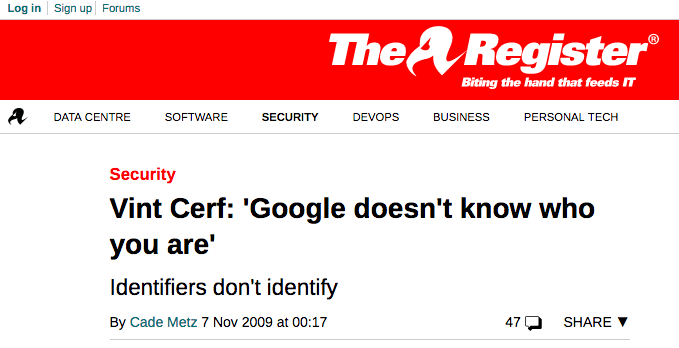 Log in Sign up Forums
The Register®
Biting the hand that feeds IT
DATA CENTRE SOFTWARE SECURITY DEVOPS BUSINESS PERSONAL TECH
Security
Vint Cerf: 'Google doesn't know who
you are'
Identifiers don't identify
By Cade Metz 7 Nov 2009 at 00:17 47 SHARE ▼